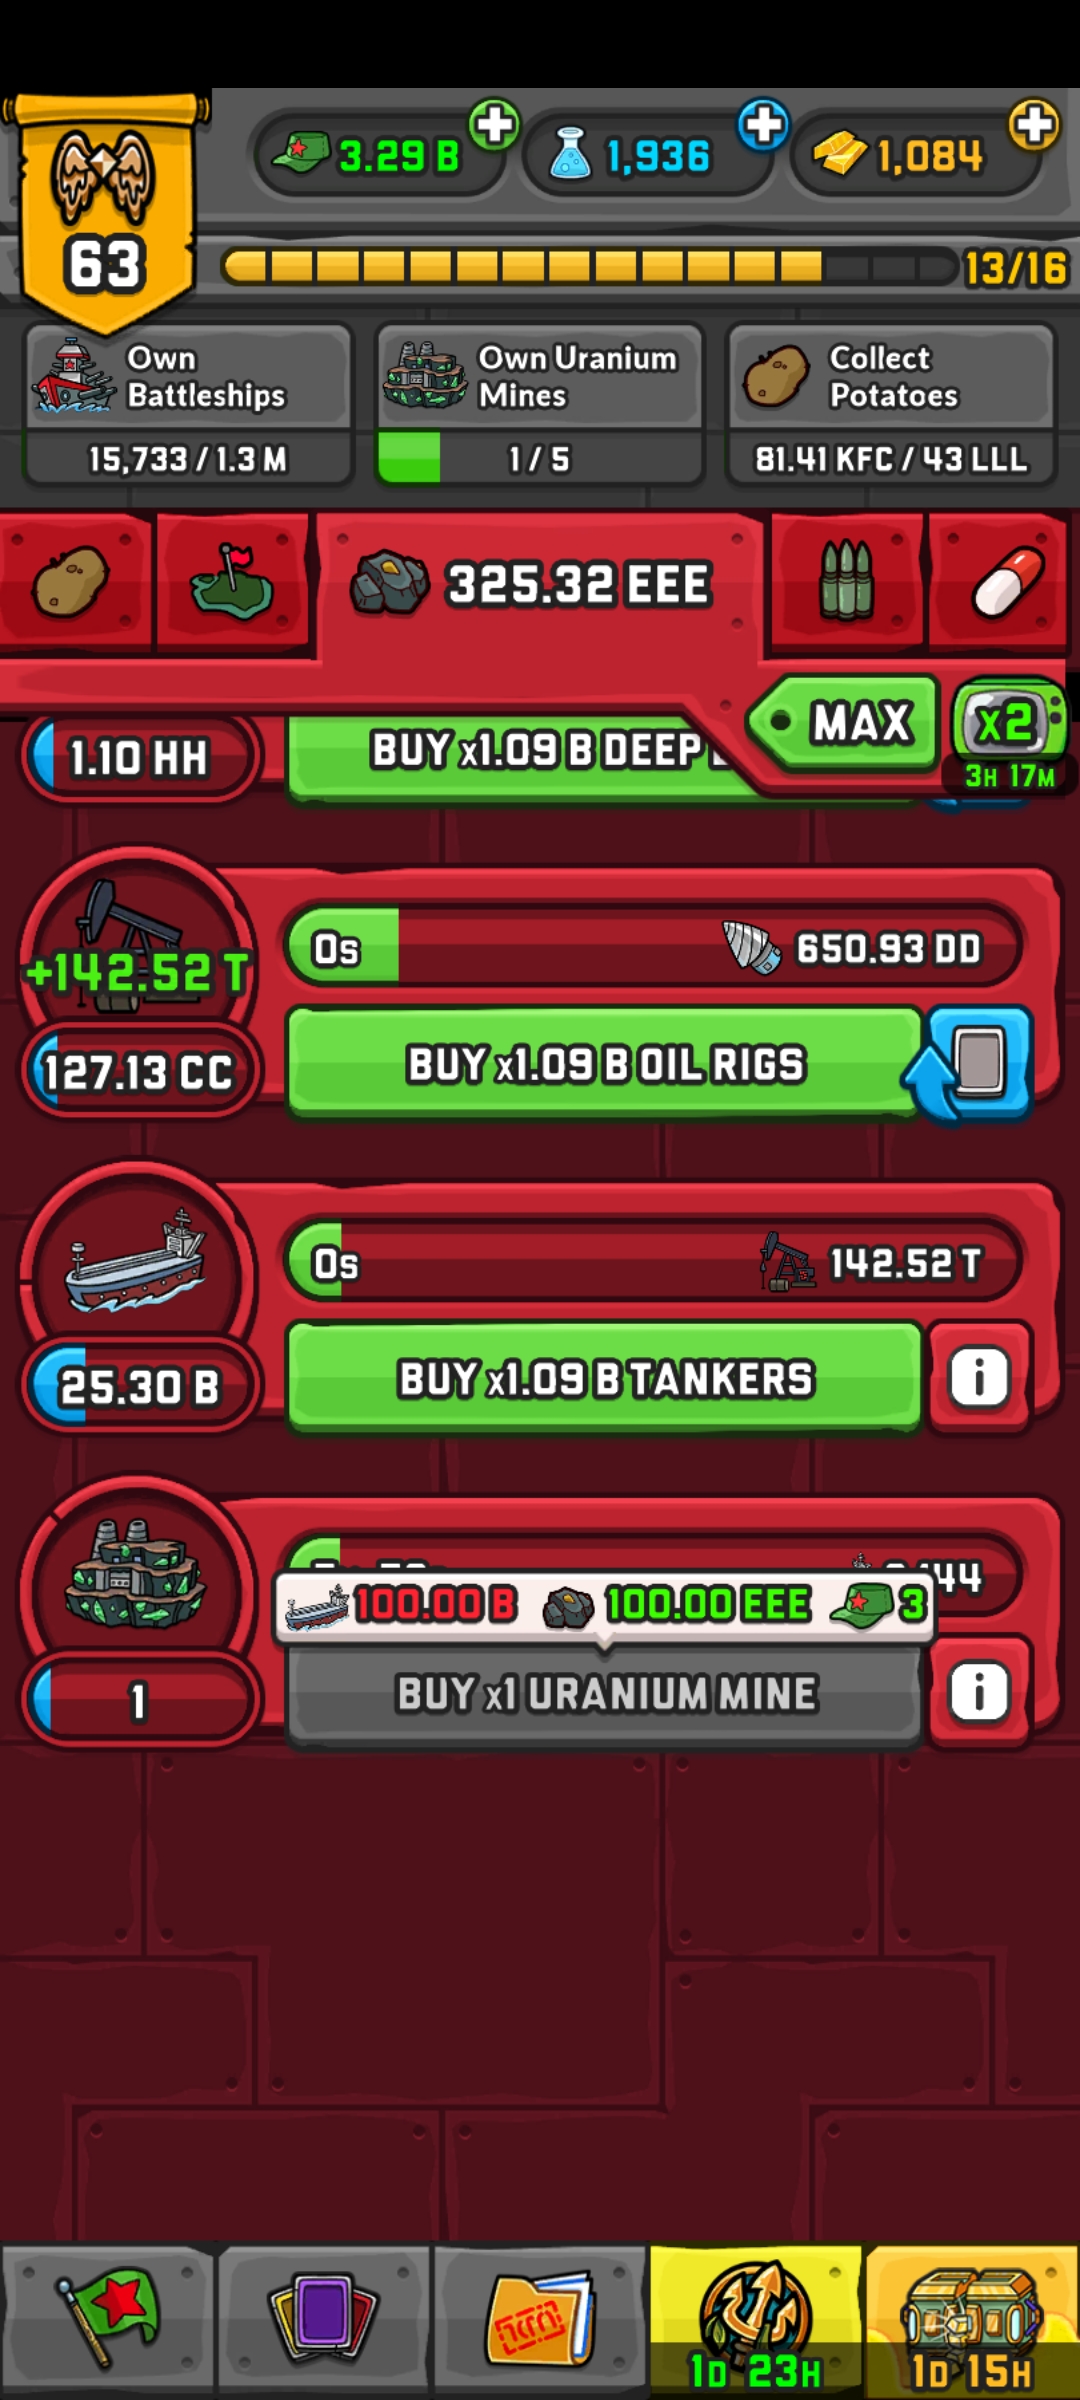 3.29 B
1,936
1,084
63
13/16
Own Battleships
15,733 / 1.3 M
Own Uranium Mines
1 / 5
Collect Potatoes
81.41 KFC / 43 LLL
325.32 EEE
MAX
x2
3H 17M
1.10 HH
BUY x1.09 B DEEP
+142.52 T
0s
650.93 DD
127.13 CC
BUY x1.09 B OIL RIGS
0s
142.52 T
25.30 B
BUY x1.09 B TANKERS
i
100.00 B
100.00 EEE
3
1
BUY x1 URANIUM MINE
i
1D 23H
1D 15H